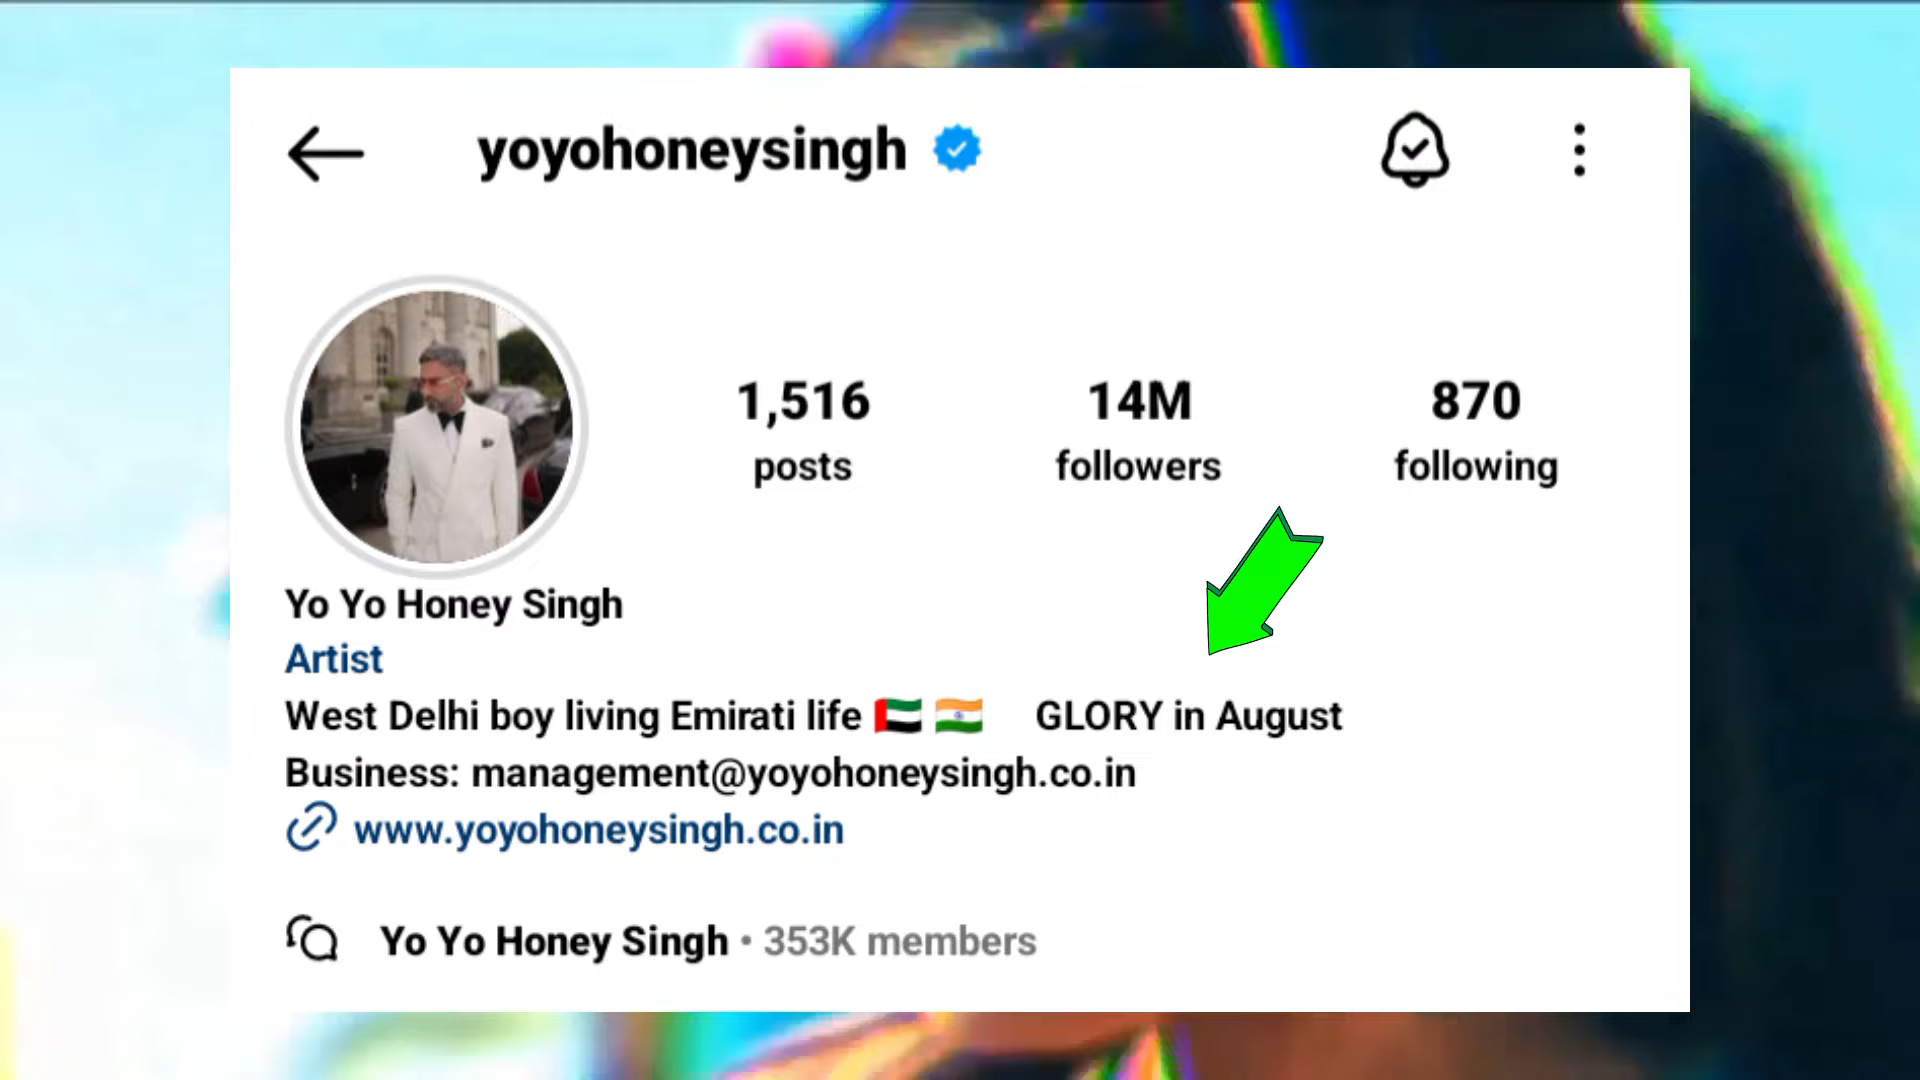 yoyohoneysingh
1,516 14M 870
posts followers following
Yo Yo Honey Singh
Artist
West Delhi boy living Emirati life 🇦🇪 🇮🇳 GLORY in August
Business: management@yoyohoneysingh.co.in
www.yoyohoneysingh.co.in
Yo Yo Honey Singh • 353K members